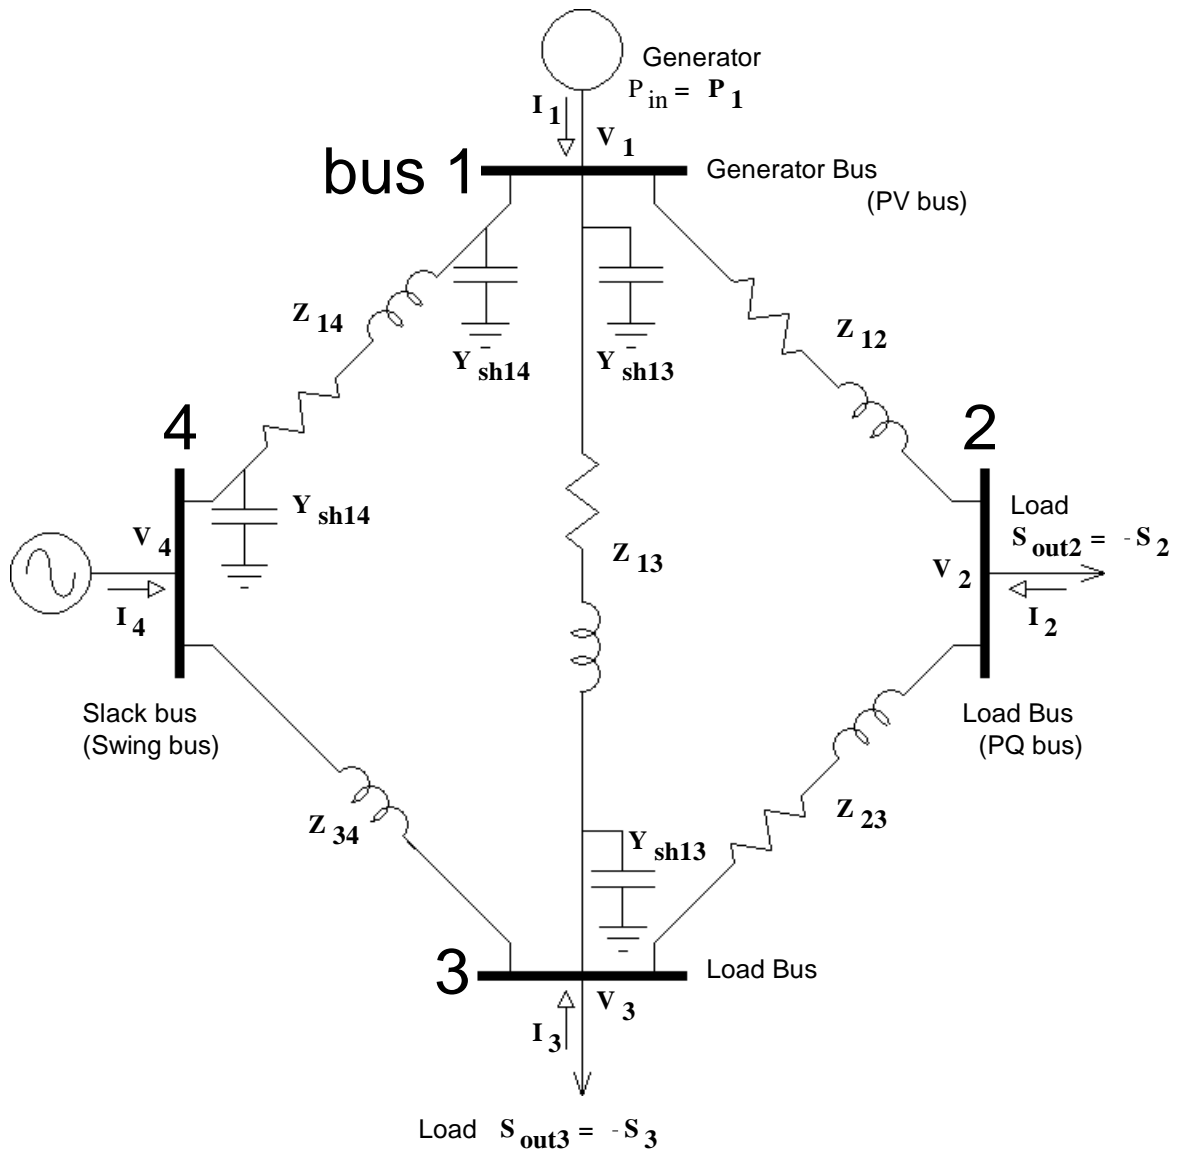 Generator
P in = P 1
I 1
V 1
bus 1
Generator Bus
(PV bus)
Z 14
Z 12
Y sh14
Y sh13
4
2
Y sh14
Load
S out2 = -S 2
V 4
Z 13
V 2
I 4
I 2
Slack bus
(Swing bus)
Load Bus
(PQ bus)
Z 34
Z 23
Y sh13
3
Load Bus
V 3
I 3
Load S out3 = -S 3